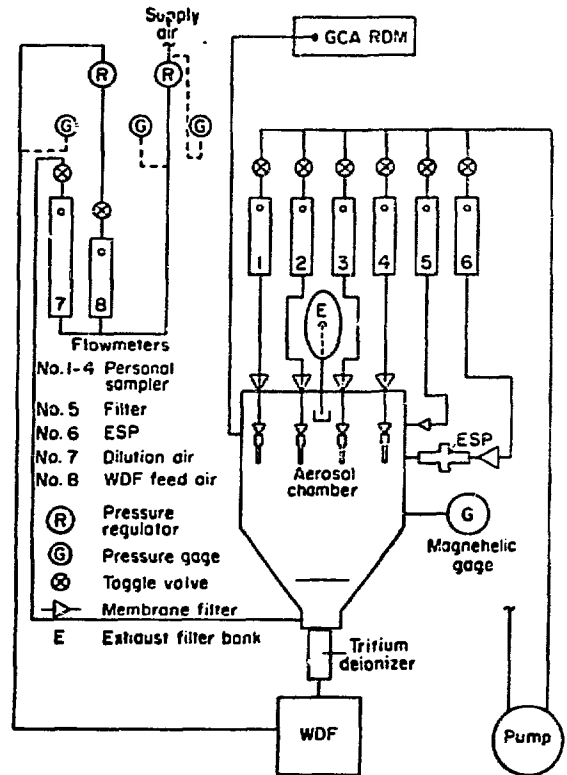 Supply
air
GCA RDM
R
R
G
G
G
1
2
3
4
5
6
7
8
E
Flowmeters
No. 1-4 Personal
sampler
No. 5 Filter
No. 6 ESP
No. 7 Dilution air
No. 8 WDF feed air
R Pressure
regulator
G Pressure gage
Toggle valve
Membrane filter
E Exhaust filter bank
Aerosol
chamber
ESP
G
Magnehelic
gage
Tritium
deionizer
WDF
Pump